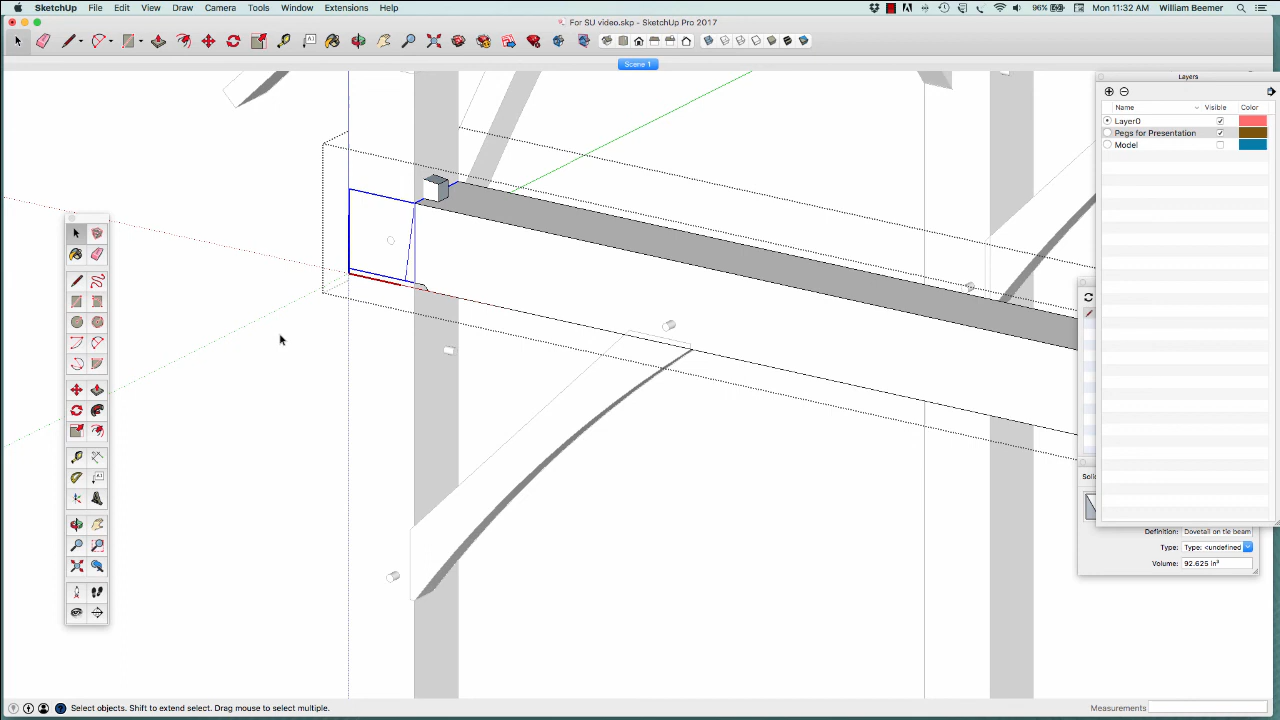 SketchUp File Edit View Draw Camera Tools Window Extensions Help
96% Mon 11:32 AM William Beemer
For SU video.skp - SketchUp Pro 2017
Scene 1
Layers
Name Visible Color
Layer0
Pegs for Presentation
Model
Definition: Dovetail on tie beam
Type: Type: <undefined
Volume: 92.625 in³
Select objects. Shift to extend select. Drag mouse to select multiple.
Measurements